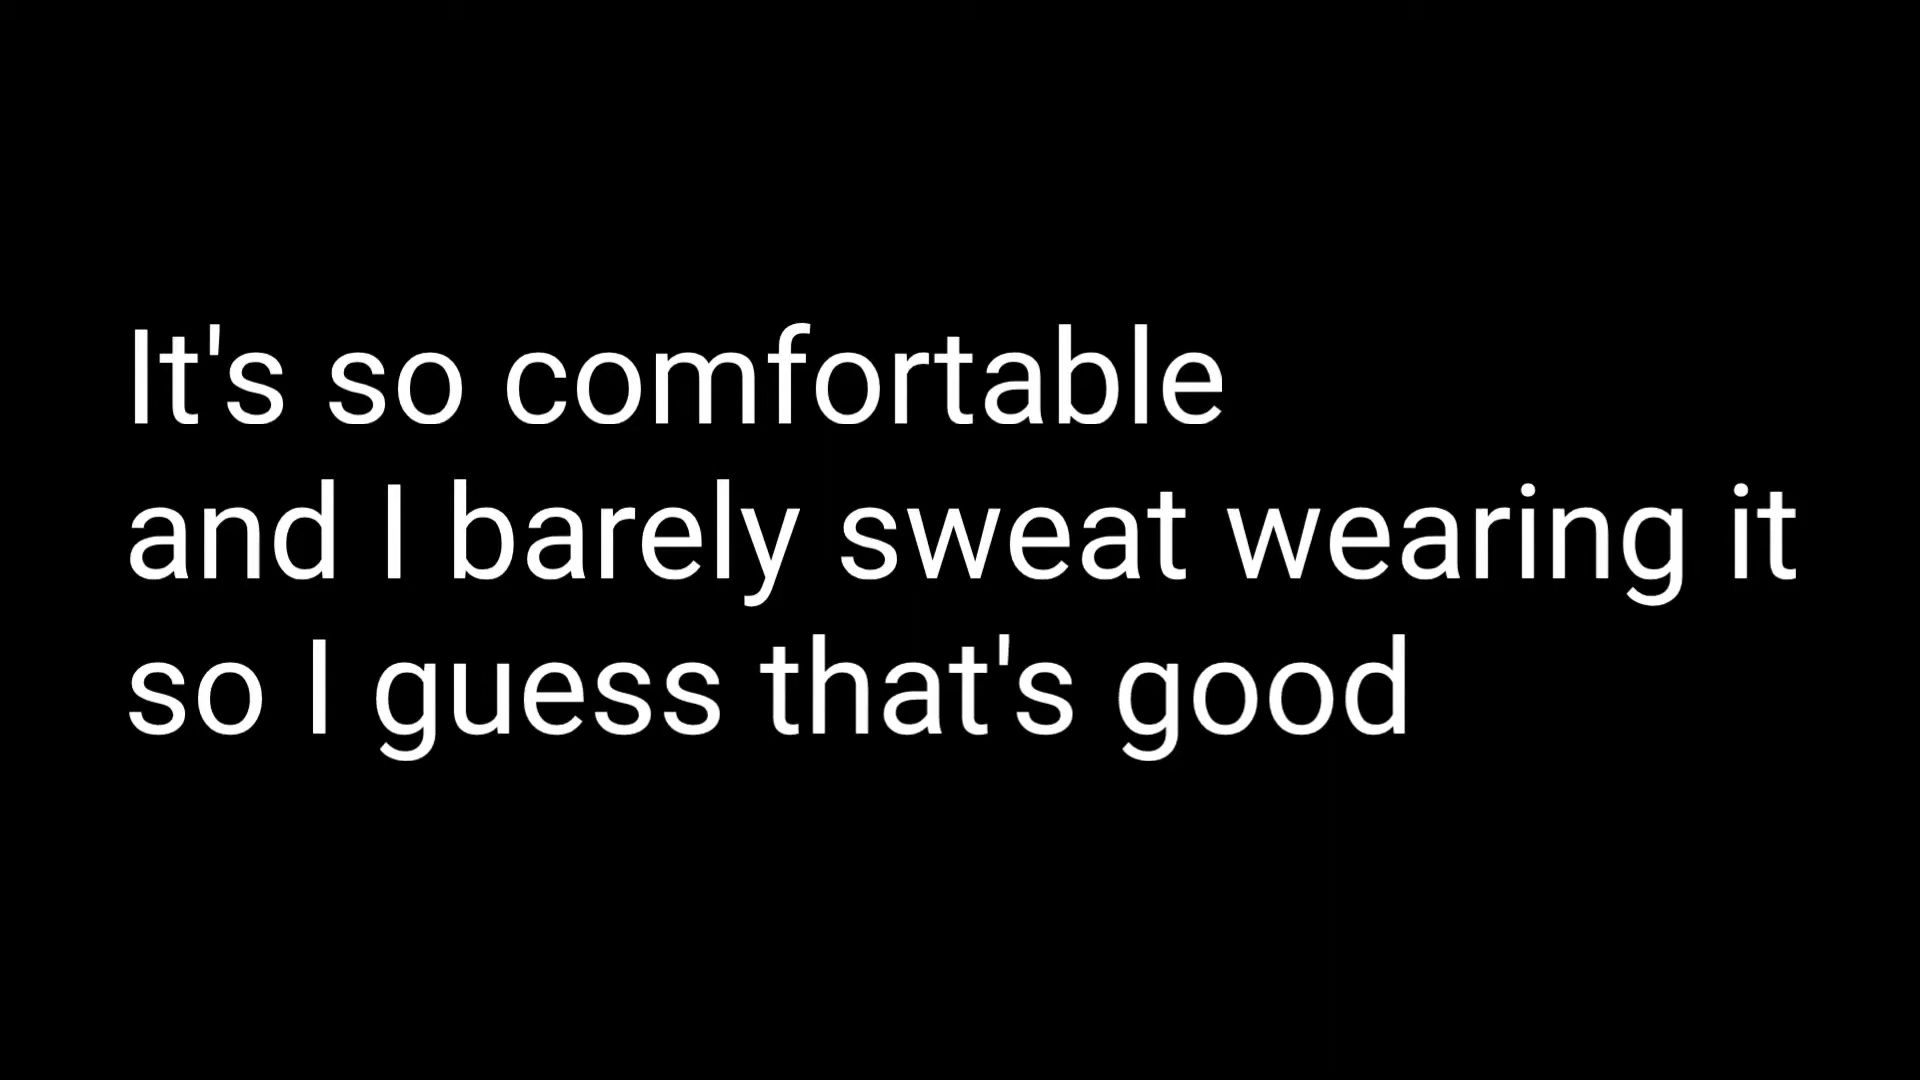 It's so comfortable
and I barely sweat wearing it
so I guess that's good